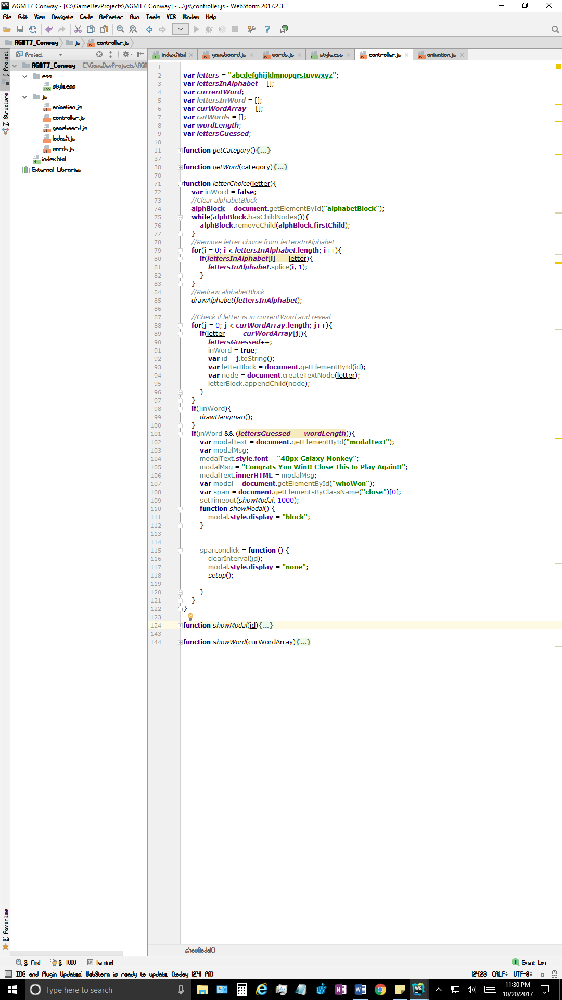 AGMT7_Conway - [C:\GameDevProjects\AGMT7_Conway] - ...\js\controller.js - WebStorm 2017.2.3
File Edit View Navigate Code Refactor Run Tools VCS Window Help
AGMT7_Conway js controller.js
Project index.html gameboard.js words.js style.css controller.js animation.js
1: Project
7: Structure
2: Favorites
AGMT7_Conway C:\GameDevProjects\AGM
css
style.css
js
animation.js
controller.js
gameboard.js
lodash.js
words.js
index.html
External Libraries
1
2 var letters = "abcdefghijklmnopqrstuvwxyz";
3 var lettersInAlphabet = [];
4 var currentWord;
5 var lettersInWord = [];
6 var curWordArray = [];
7 var catWords = [];
8 var wordLength;
9 var lettersGuessed;
10
11 function getCategory(){...}
37
38 function getWord(category){...}
70
71 function letterChoice(letter){
72 var inWord = false;
73 //Clear alphabetBlock
74 alphBlock = document.getElementById("alphabetBlock");
75 while(alphBlock.hasChildNodes()){
76 alphBlock.removeChild(alphBlock.firstChild);
77 }
78 //Remove letter choice from lettersInAlphabet
79 for(i = 0; i < lettersInAlphabet.length; i++){
80 if(lettersInAlphabet[i] == letter){
81 lettersInAlphabet.splice(i, 1);
82 }
83 }
84 //Redraw alphabetBlock
85 drawAlphabet(lettersInAlphabet);
86
87 //Check if letter is in currentWord and reveal
88 for(j = 0; j < curWordArray.length; j++){
89 if(letter === curWordArray[j]){
90 lettersGuessed++;
91 inWord = true;
92 var id = j.toString();
93 var letterBlock = document.getElementById(id);
94 var node = document.createTextNode(letter);
95 letterBlock.appendChild(node);
96 }
97 }
98 if(!inWord){
99 drawHangman();
100 }
101 if(inWord && (lettersGuessed == wordLength)){
102 var modalText = document.getElementById("modalText");
103 var modalMsg;
104 modalText.style.font = "40px Galaxy Monkey";
105 modalMsg = "Congrats You Win!! Close This to Play Again!!";
106 modalText.innerHTML = modalMsg;
107 var modal = document.getElementById("whoWon");
108 var span = document.getElementsByClassName("close")[0];
109 setTimeout(showModal, 1000);
110 function showModal() {
111 modal.style.display = "block";
112 }
113
114
115 span.onclick = function () {
116 clearInterval(id);
117 modal.style.display = "none";
118 setup();
119
120 }
121 }
122 }
123
124 function showModal(id){...}
143
144 function showWord(curWordArray){...}
showModal()
3: Find 6: TODO Terminal Event Log
IDE and Plugin Updates: WebStorm is ready to update. (today 12:41 PM) 124:23 CRLF UTF-8
Type here to search
11:30 PM
10/20/2017